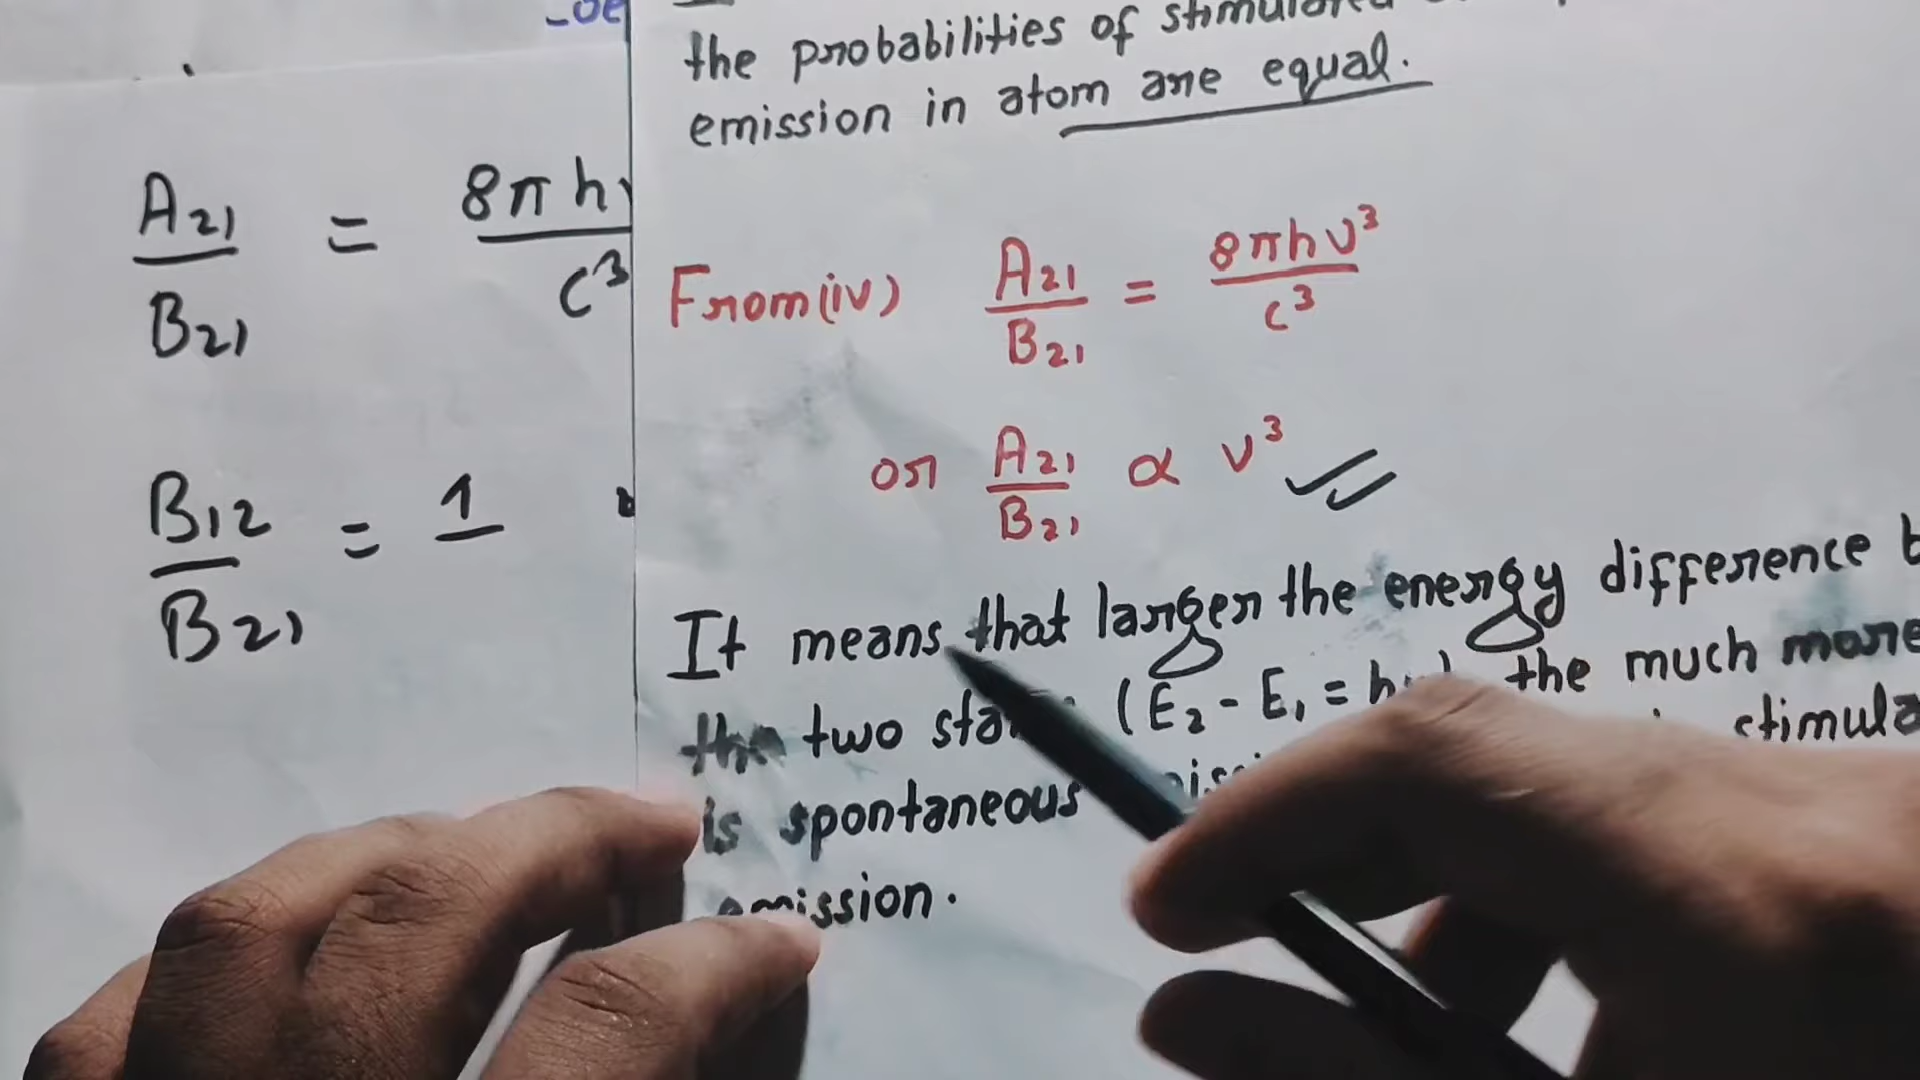 A21/B21 = 8πh / c³
B12/B21 = 1
the probabilities of
emission in atom are equal.
From (iv) A21/B21 = 8πhν³/c³
or A21/B21 ∝ ν³
It means that larger the energy difference
the two (E2 - E1 = the much more
is spontaneous
emission.